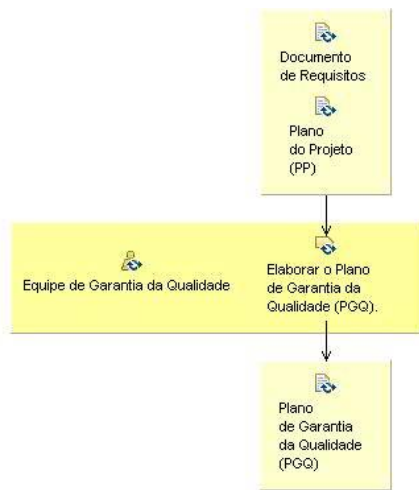 Documento
de Requisitos
Plano
do Projeto
(PP)
Equipe de Garantia da Qualidade
Elaborar o Plano
de Garantia da
Qualidade (PGQ).
Plano
de Garantia
da Qualidade
(PGQ)